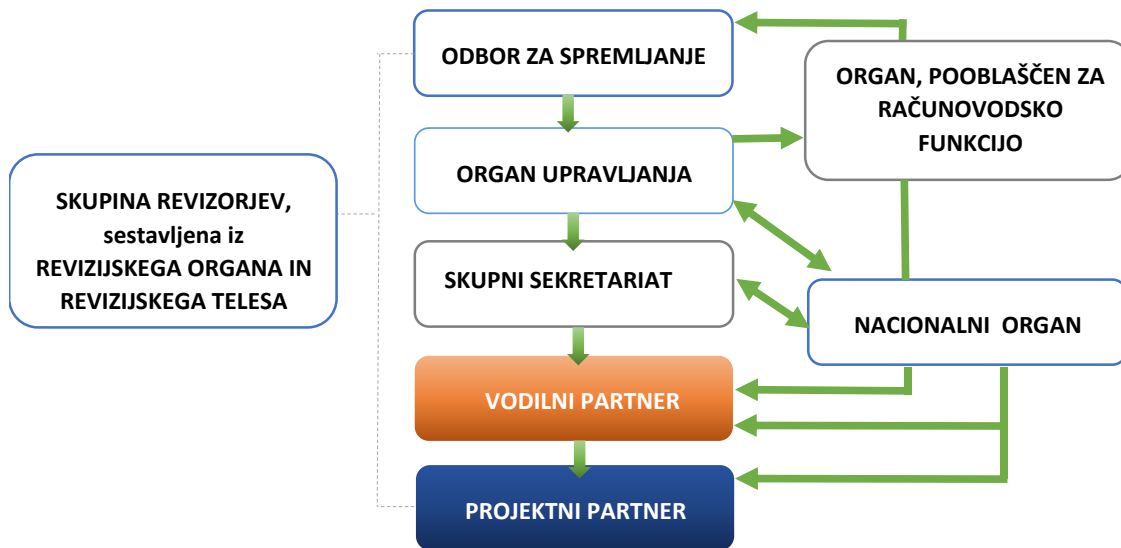 ODBOR ZA SPREMLJANJE
ORGAN, POOBLAŠČEN ZA
RAČUNOVODSKO
FUNKCIJO
ORGAN UPRAVLJANJA
SKUPINA REVIZORJEV,
sestavljena iz
REVIZIJSKEGA ORGANA IN
REVIZIJSKEGA TELESA
SKUPNI SEKRETARIAT
NACIONALNI ORGAN
VODILNI PARTNER
PROJEKTNI PARTNER